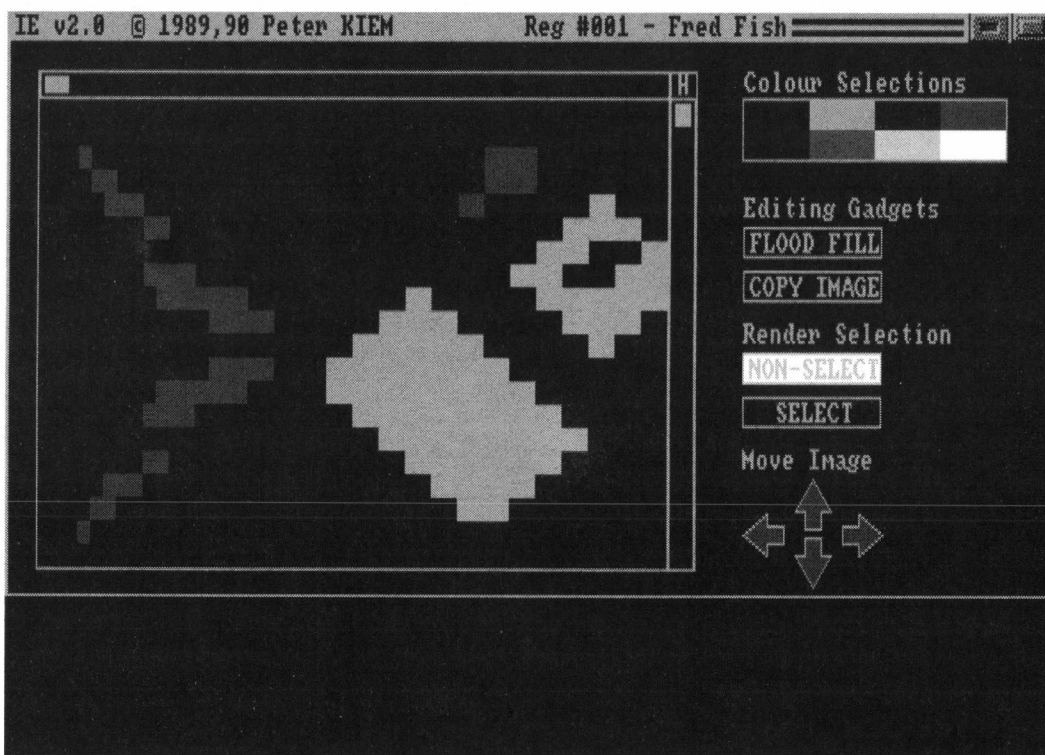 IE v2.0 © 1989,90 Peter KIEM Reg #001 - Fred Fish
H
Colour Selections
Editing Gadgets
FLOOD FILL
COPY IMAGE
Render Selection
NON-SELECT
SELECT
Move Image